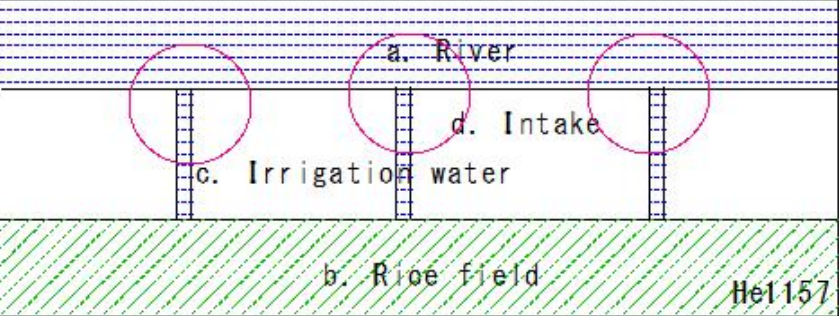 a. River
d. Intake
c. Irrigation water
b. Rice field
He1157